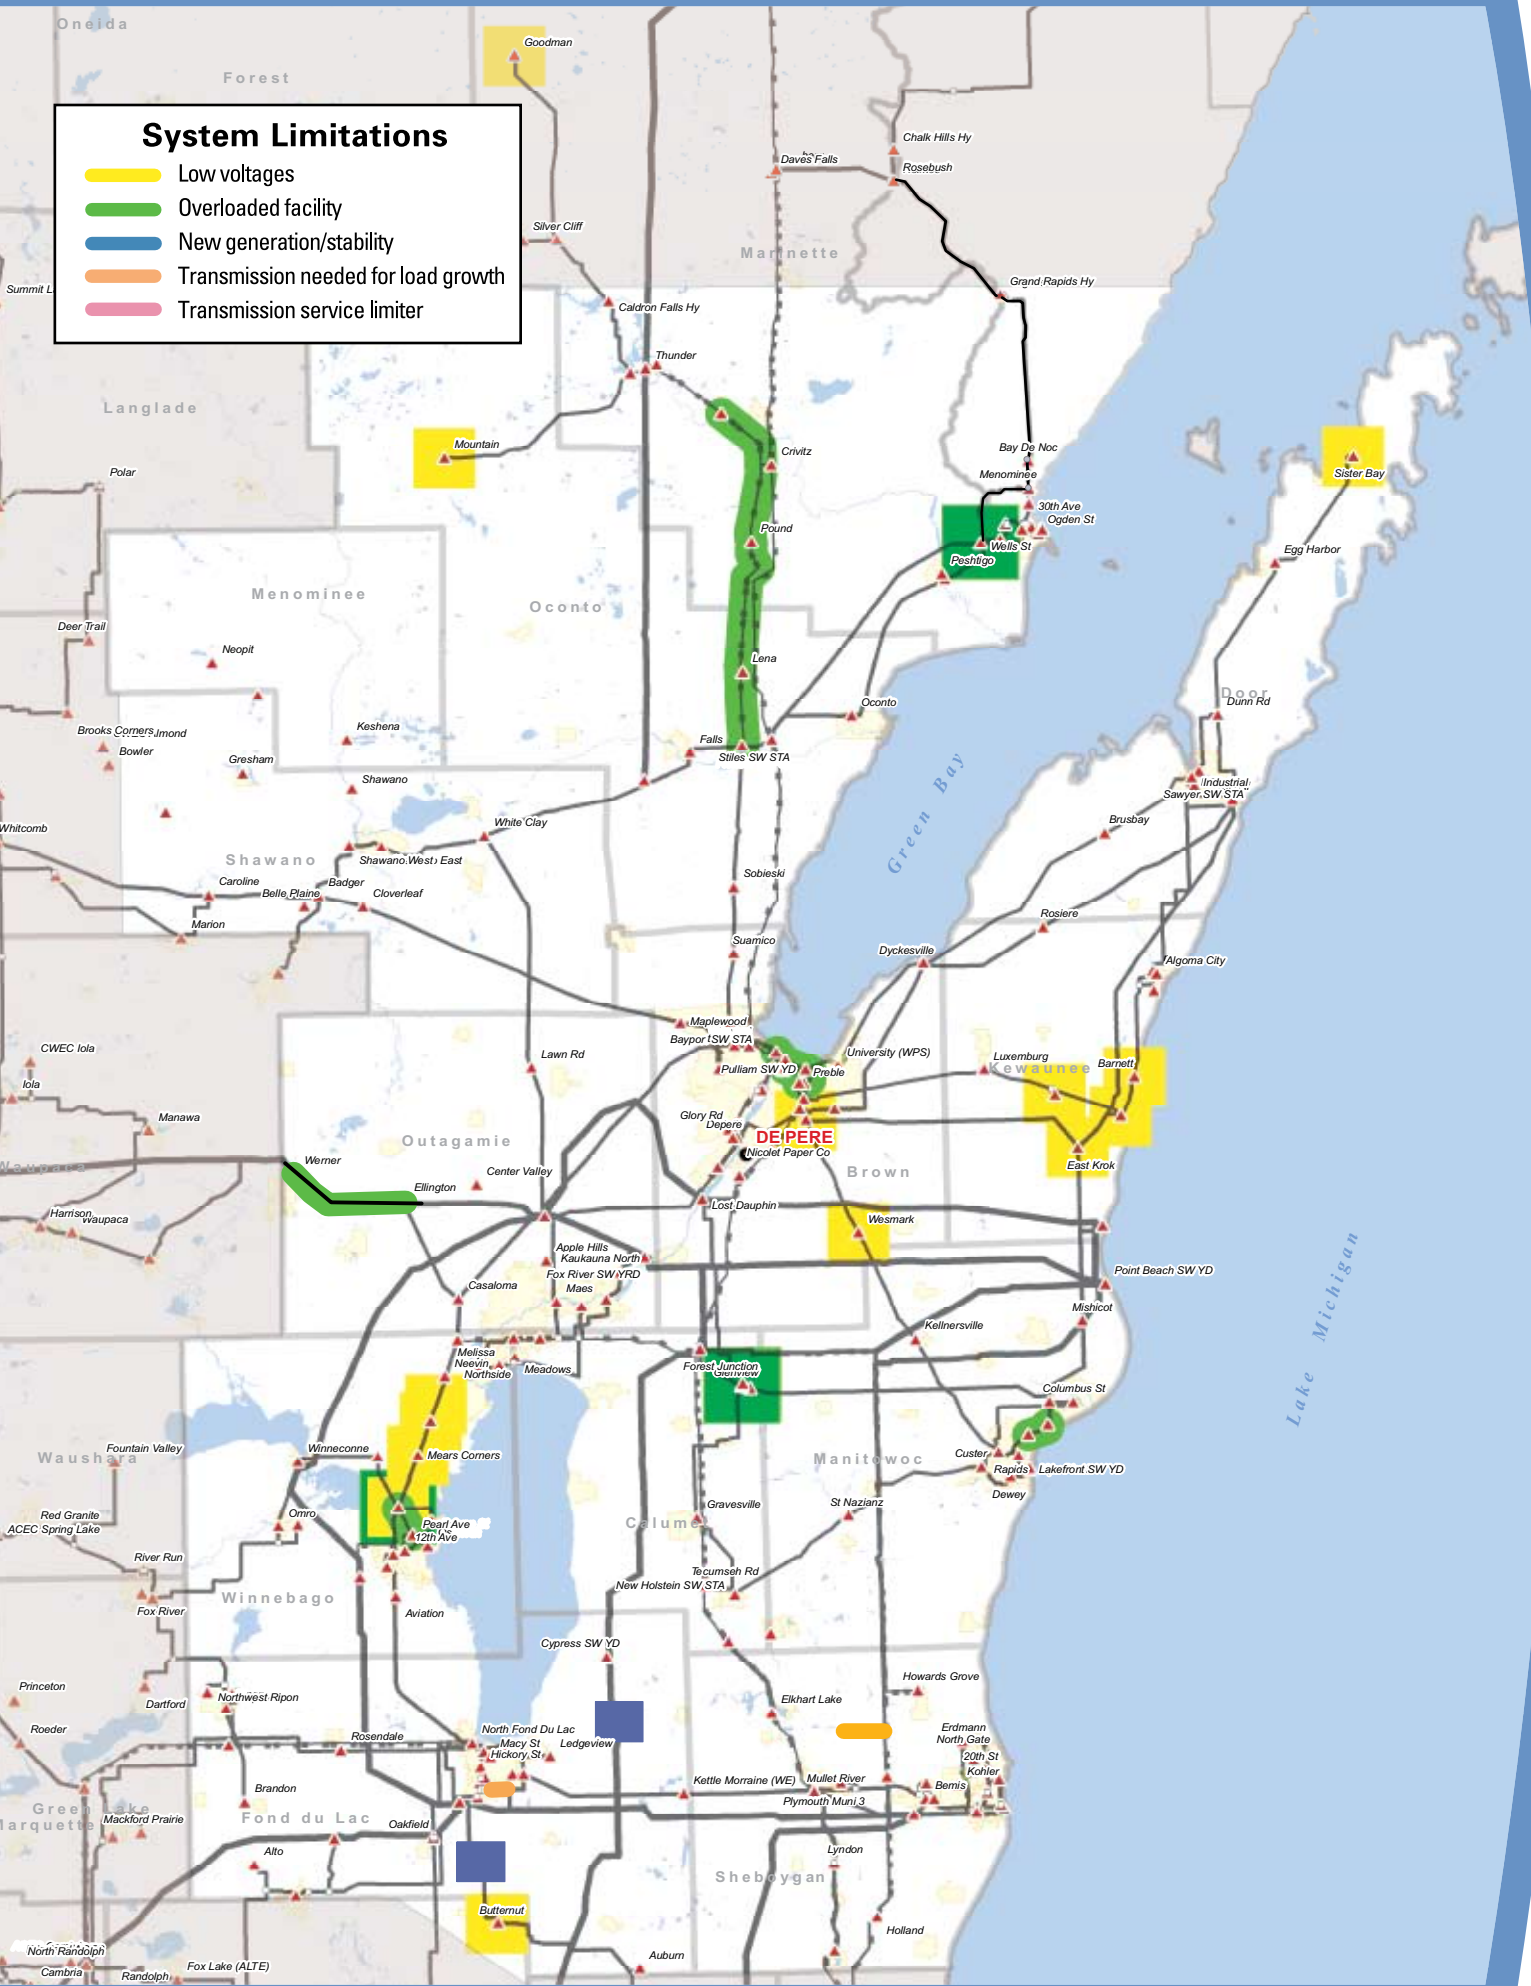 Oneida
Goodman
Forest
System Limitations
Low voltages
Overloaded facility
New generation/stability
Transmission needed for load growth
Transmission service limiter
Chalk Hills Hy
Daves Falls
Rosebush
Silver Cliff
Marinette
Grand Rapids Hy
Summit L
Caldron Falls Hy
Thunder
Langlade
Mountain
Crivitz
Bay De Noc
Sister Bay
Polar
Menominee
30th Ave
Ogden St
Pound
Wells St
Egg Harbor
Peshtigo
Menominee
Oconto
Deer Trail
Neopit
Lena
Door
Dunn Rd
Oconto
Brooks Corners
Keshena
Falls
Bowler
Gresham
Stiles SW STA
Shawano
Industrial
Sawyer SW STA
White Clay
Brusbay
Whitcomb
Green Bay
Shawano
Shawano West
East
Sobieski
Caroline
Badger
Belle Plaine
Cloverleaf
Rosiere
Marion
Suamico
Dyckesville
Algoma City
Maplewood
Bayport SW STA
CWEC Iola
Lawn Rd
University (WPS)
Luxemburg
Barnett
Kewaunee
Pulliam SW YD
Preble
Iola
Manawa
Glory Rd
Depere
DE PERE
Outagamie
Nicolet Paper Co
Waupaca
Werner
Center Valley
Brown
East Krok
Ellington
Lost Dauphin
Harrison
Waupaca
Wesmark
Apple Hills
Kaukauna North
Fox River SW YRD
Maes
Casaloma
Point Beach SW YD
Lake Michigan
Mishicot
Kellnersville
Melissa
Neevin
Northside
Meadows
Forest Junction
Glenview
Columbus St
Fountain Valley
Winneconne
Mears Corners
Waushara
Manitowoc
Custer
Rapids
Lakefront SW YD
Dewey
Red Granite
Omro
Gravesville
St Nazianz
ACEC Spring Lake
Pearl Ave
12th Ave
Calumet
River Run
Tecumseh Rd
New Holstein SW STA
Winnebago
Fox River
Aviation
Cypress SW YD
Howards Grove
Princeton
Northwest Ripon
Dartford
Elkhart Lake
Roeder
Rosendale
North Fond Du Lac
Macy St
Ledgeview
Hickory St
Erdmann
North Gate
20th St
Kohler
Brandon
Kettle Morraine (WE)
Mullet River
Bemis
Plymouth Muni 3
Green Lake
Marquette
Mackford Prairie
Fond du Lac
Oakfield
Alto
Lyndon
Sheboygan
Butternut
Holland
North Randolph
Auburn
Cambria
Randolph
Fox Lake (ALTE)